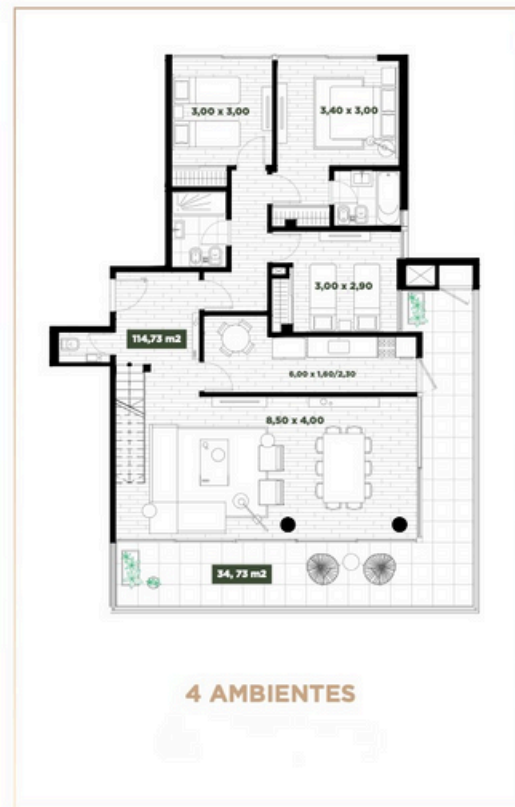 3,00 x 3,00
3,40 x 3,00
3,00 x 2,90
114,73 m2
6,00 x 1,60/2,30
8,50 x 4,00
34, 73 m2
4 AMBIENTES